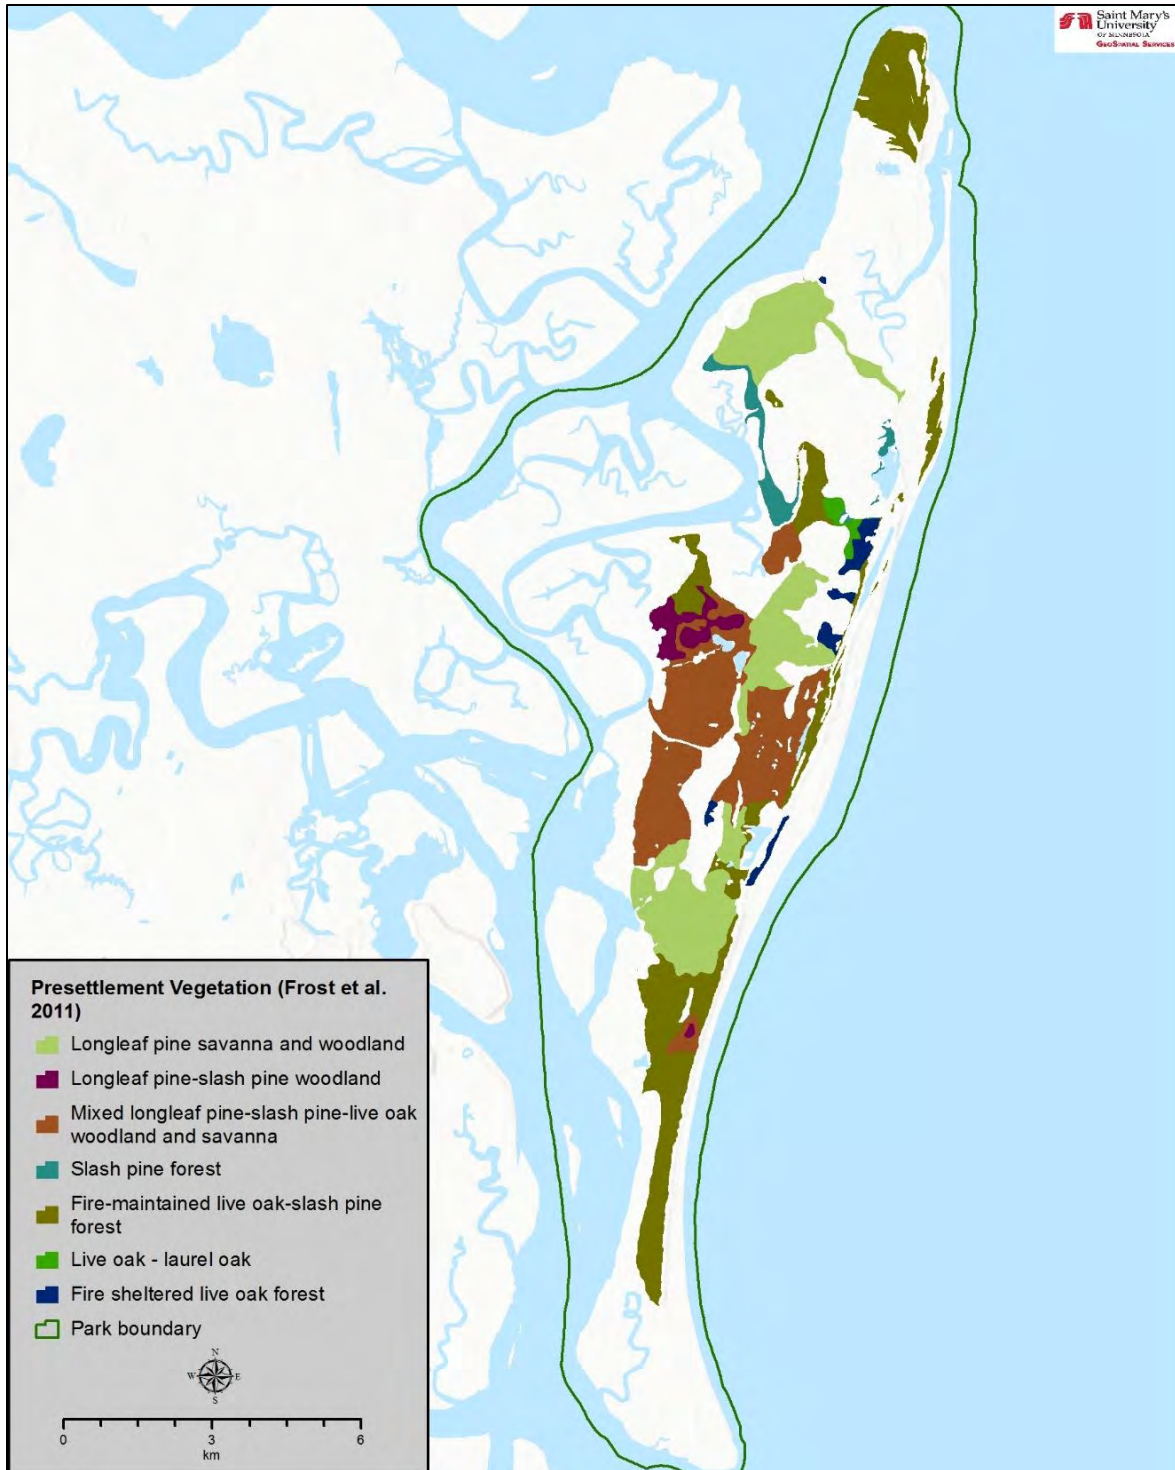 Saint Mary's
University
OF MINNESOTA
GEOSPATIAL SERVICES
Presettlement Vegetation (Frost et al.
2011)
Longleaf pine savanna and woodland
Longleaf pine-slash pine woodland
Mixed longleaf pine-slash pine-live oak
woodland and savanna
Slash pine forest
Fire-maintained live oak-slash pine
forest
Live oak - laurel oak
Fire sheltered live oak forest
Park boundary
N
W E
S
0 3 6
km